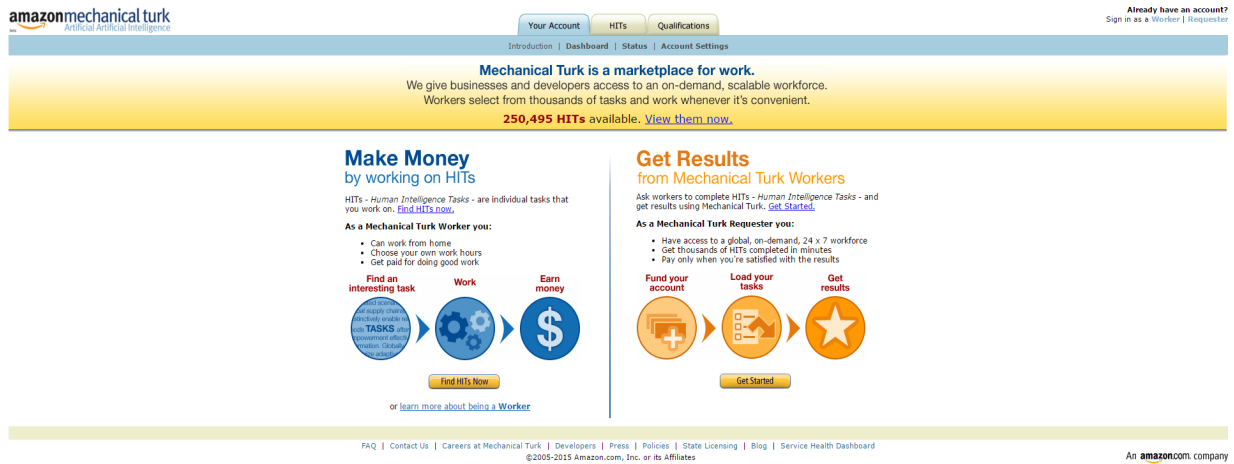 amazonmechanical turk
beta
Artificial Artificial Intelligence
Your Account
HITs
Qualifications
Already have an account?
Sign in as a Worker | Requester
Introduction | Dashboard | Status | Account Settings
Mechanical Turk is a marketplace for work.
We give businesses and developers access to an on-demand, scalable workforce.
Workers select from thousands of tasks and work whenever it's convenient.
250,495 HITs available. View them now.
Make Money
by working on HITs
HITs - Human Intelligence Tasks - are individual tasks that
you work on. Find HITs now.
As a Mechanical Turk Worker you:
• Can work from home
• Choose your own work hours
• Get paid for doing good work
Find an
interesting task
Work
Earn
money
TASKS
$
Find HITs Now
or learn more about being a Worker
Get Results
from Mechanical Turk Workers
Ask workers to complete HITs - Human Intelligence Tasks - and
get results using Mechanical Turk. Get Started.
As a Mechanical Turk Requester you:
• Have access to a global, on-demand, 24 x 7 workforce
• Get thousands of HITs completed in minutes
• Pay only when you're satisfied with the results
Fund your
account
Load your
tasks
Get
results
Get Started
FAQ | Contact Us | Careers at Mechanical Turk | Developers | Press | Policies | State Licensing | Blog | Service Health Dashboard
©2005-2015 Amazon.com, Inc. or its Affiliates
An amazon.com. company